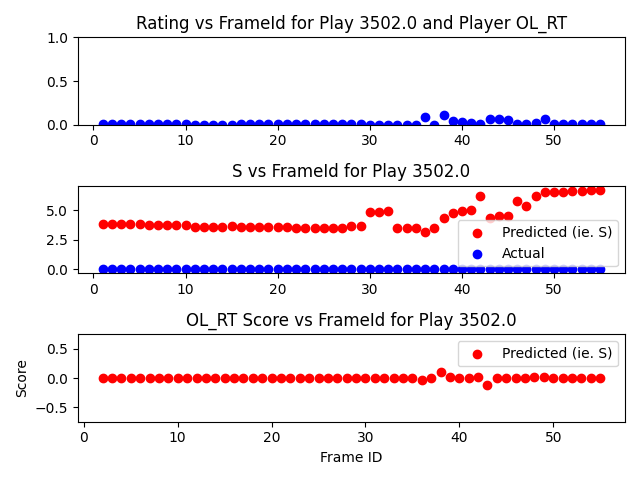 Rating vs FrameId for Play 3502.0 and Player OL_RT
1.0
0.5
0.0
0 10 20 30 40 50
S vs FrameId for Play 3502.0
5.0
2.5
0.0
Predicted (ie. S)
Actual
0 10 20 30 40 50
OL_RT Score vs FrameId for Play 3502.0
0.5
0.0
−0.5
Predicted (ie. S)
Score
0 10 20 30 40 50
Frame ID